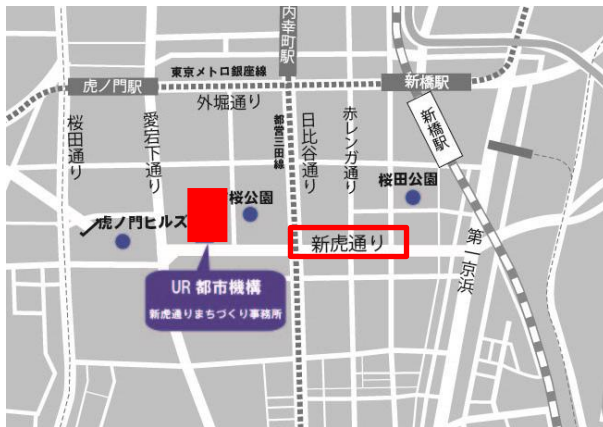 内幸町駅
東京メトロ銀座線
虎ノ門駅
新橋駅
外堀通り
桜田通り
愛宕下通り
都営三田線
日比谷通り
赤レンガ通り
新橋駅
桜公園
桜田公園
虎ノ門ヒルズ
新虎通り
第一京浜
UR 都市機構
新虎通りまちづくり事務所